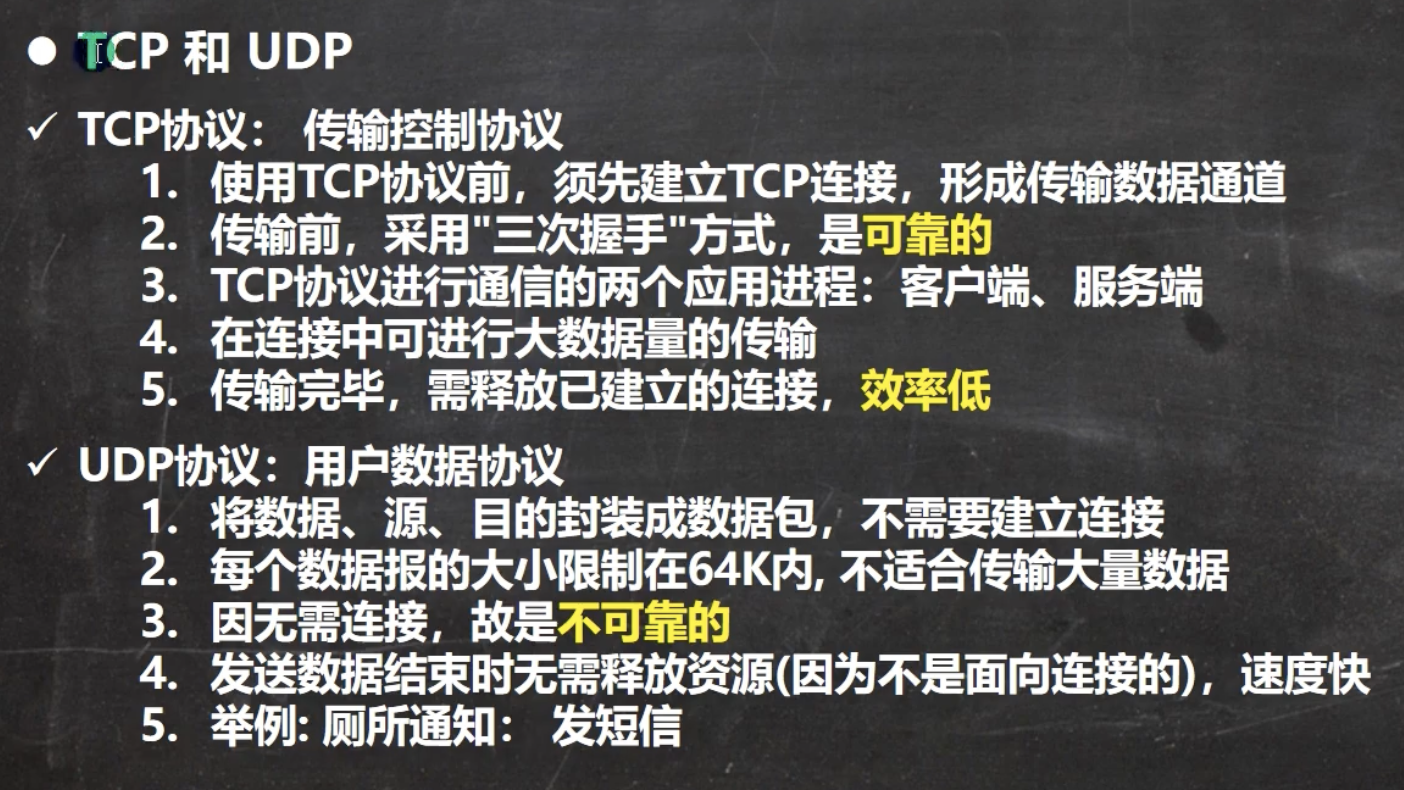 ● TCP 和 UDP
✓ TCP协议： 传输控制协议
1. 使用TCP协议前，须先建立TCP连接，形成传输数据通道
2. 传输前，采用"三次握手"方式，是可靠的
3. TCP协议进行通信的两个应用进程：客户端、服务端
4. 在连接中可进行大数据量的传输
5. 传输完毕，需释放已建立的连接，效率低
✓ UDP协议：用户数据协议
1. 将数据、源、目的封装成数据包，不需要建立连接
2. 每个数据报的大小限制在64K内, 不适合传输大量数据
3. 因无需连接，故是不可靠的
4. 发送数据结束时无需释放资源(因为不是面向连接的)，速度快
5. 举例: 厕所通知： 发短信